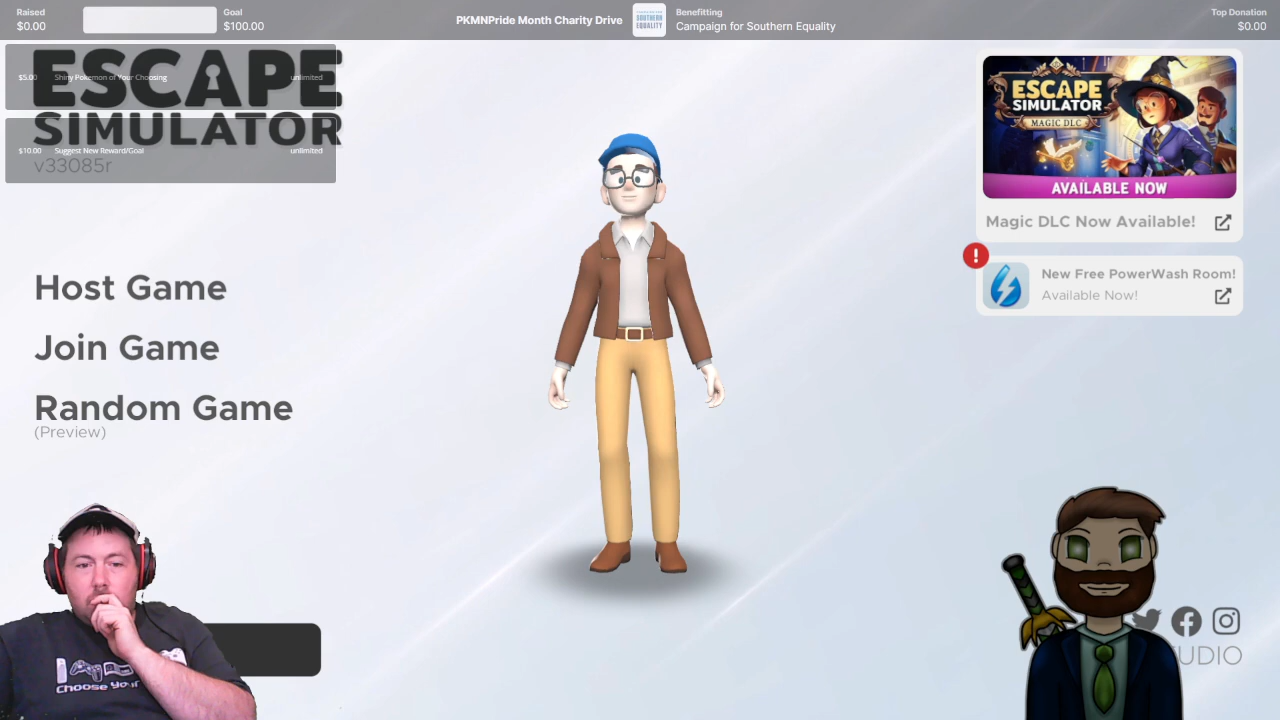 Raised
$0.00
Goal
$100.00
PKMNPride Month Charity Drive
SOUTHERN
EQUALITY
Benefitting
Campaign for Southern Equality
Top Donation
$0.00
ESCAPE
SIMULATOR
v33085r
$5.00 Shiny Pokemon of Your Choosing unlimited
$10.00 Suggest New Reward/Goal unlimited
Host Game
Join Game
Random Game
(Preview)
ESCAPE
SIMULATOR
MAGIC DLC
AVAILABLE NOW
Magic DLC Now Available!
!
New Free PowerWash Room!
Available Now!
Choose Your
UDIO